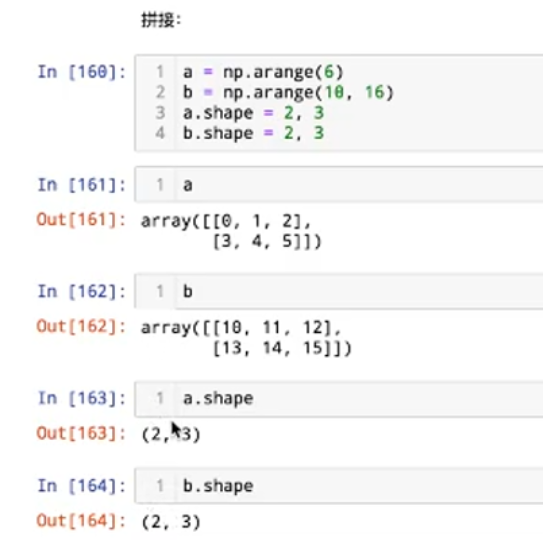 拼接:
In [160]: 1 a = np.arange(6)
2 b = np.arange(10, 16)
3 a.shape = 2, 3
4 b.shape = 2, 3
In [161]: 1 a
Out[161]: array([[0, 1, 2],
[3, 4, 5]])
In [162]: 1 b
Out[162]: array([[10, 11, 12],
[13, 14, 15]])
In [163]: 1 a.shape
Out[163]: (2, 3)
In [164]: 1 b.shape
Out[164]: (2, 3)